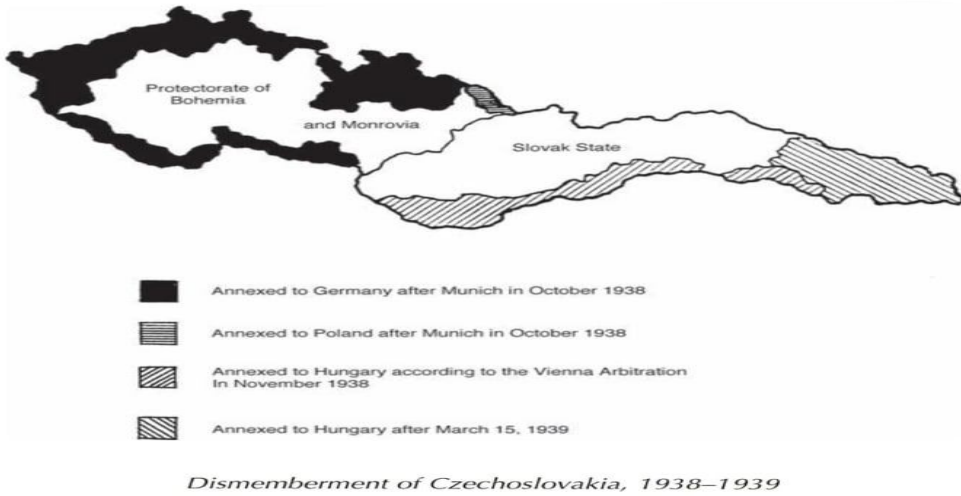 Protectorate of
Bohemia
and Monrovia
Slovak State
Annexed to Germany after Munich in October 1938
Annexed to Poland after Munich in October 1938
Annexed to Hungary according to the Vienna Arbitration
In November 1938
Annexed to Hungary after March 15, 1939
Dismemberment of Czechoslovakia, 1938–1939